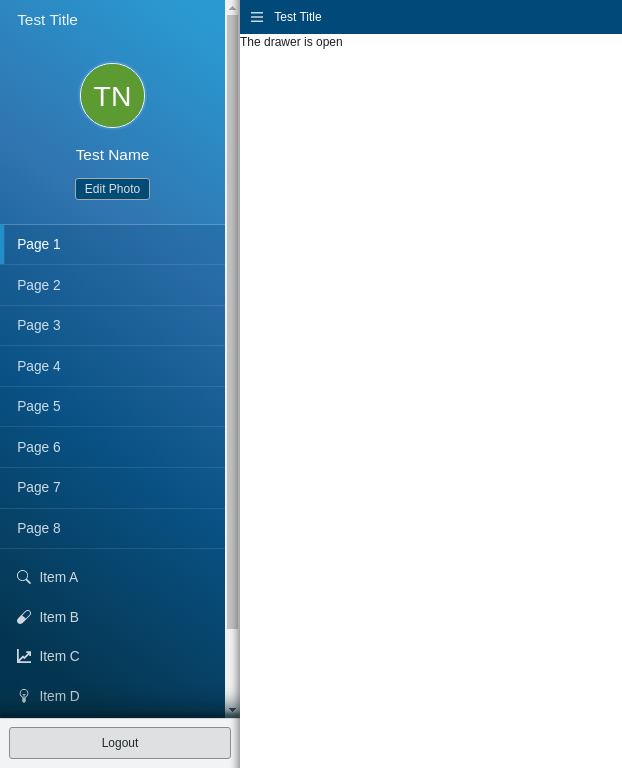 Test Title
TN
Test Name
Edit Photo
Page 1
Page 2
Page 3
Page 4
Page 5
Page 6
Page 7
Page 8
Item A
Item B
Item C
Item D
Logout
Test Title
The drawer is open